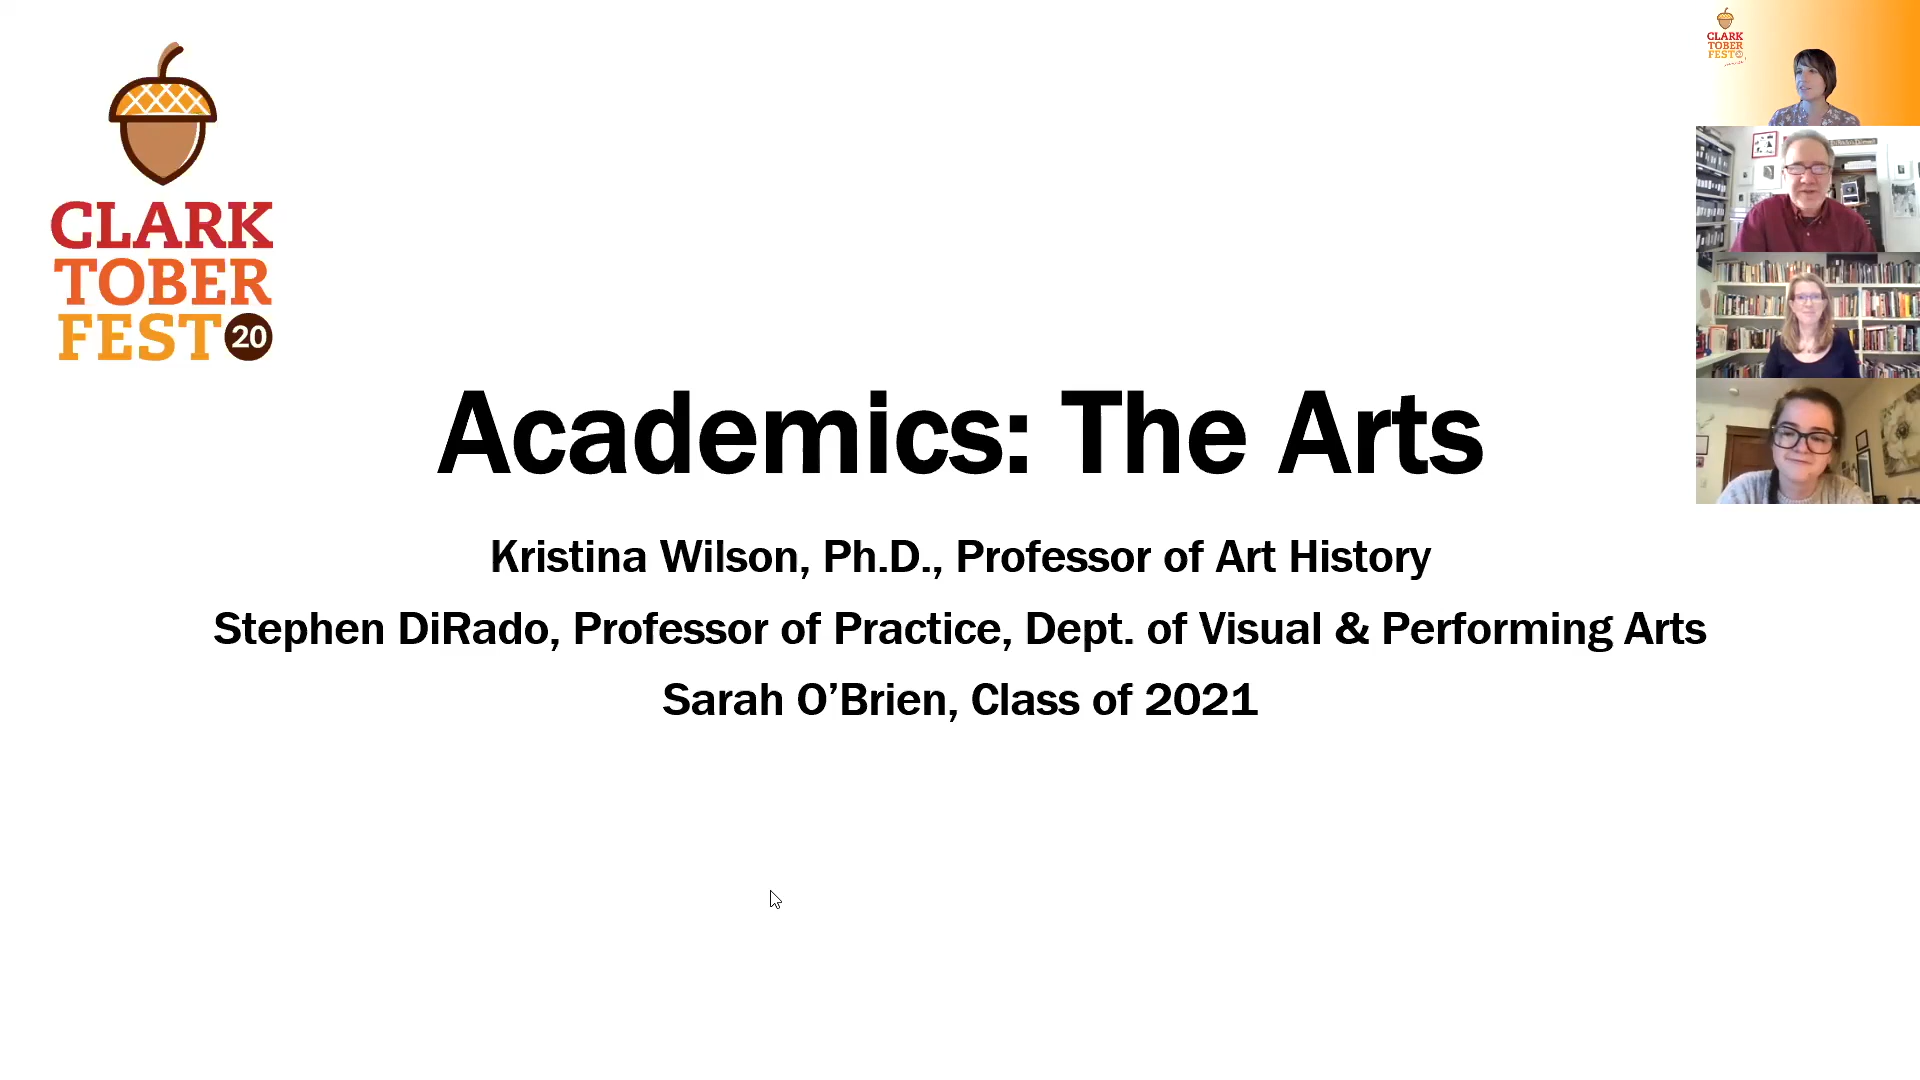 CLARK
TOBER
FEST 20
Academics: The Arts
Kristina Wilson, Ph.D., Professor of Art History
Stephen DiRado, Professor of Practice, Dept. of Visual & Performing Arts
Sarah O’Brien, Class of 2021
CLARK
TOBER
FEST